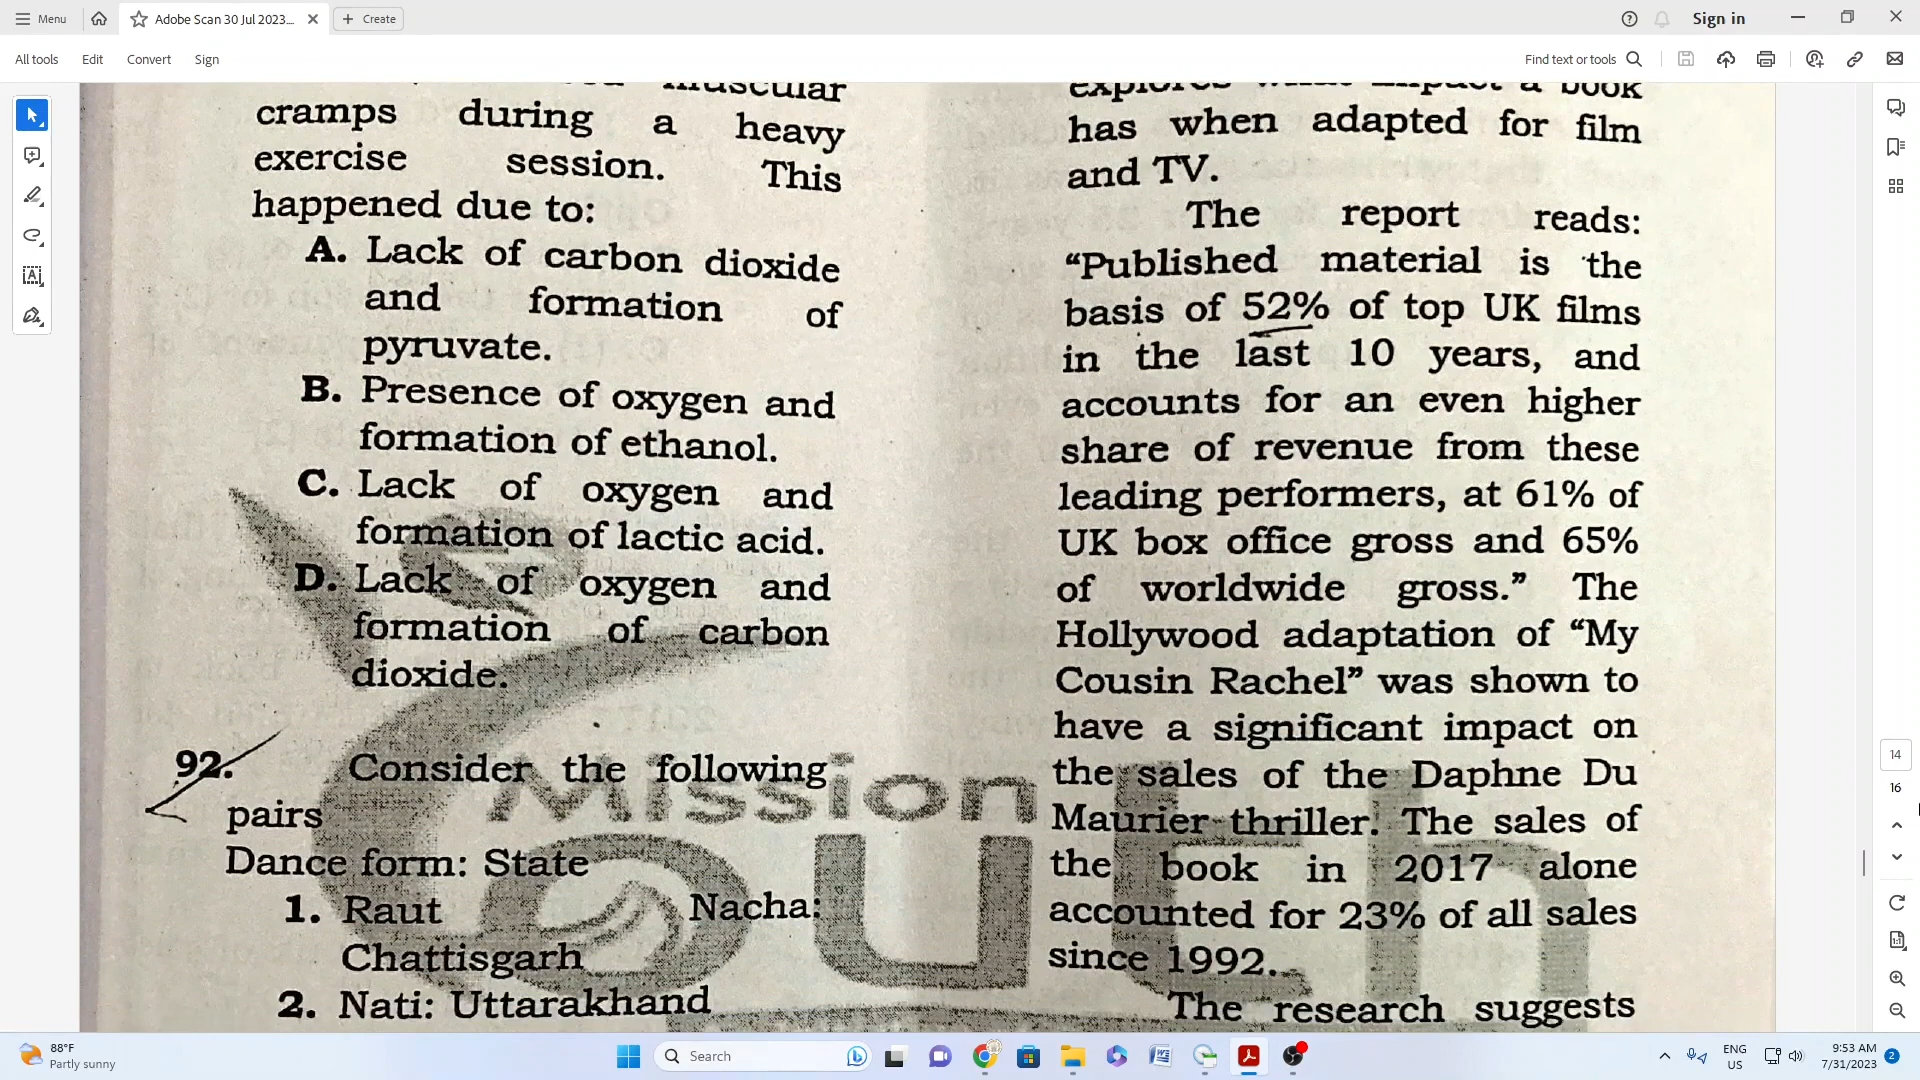 Menu
Adobe Scan 30 Jul 2023...
Create
Sign in
All tools
Edit
Convert
Sign
Find text or tools
muscular
cramps during a heavy
exercise session. This
happened due to:
A. Lack of carbon dioxide
and formation of
pyruvate.
B. Presence of oxygen and
formation of ethanol.
C. Lack of oxygen and
formation of lactic acid.
D. Lack of oxygen and
formation of carbon
dioxide.
92. Consider the following
pairs
Dance form: State
1. Raut Nacha:
Chattisgarh
2. Nati: Uttarakhand
explores what impact a book
has when adapted for film
and TV.
The report reads:
“Published material is the
basis of 52% of top UK films
in the last 10 years, and
accounts for an even higher
share of revenue from these
leading performers, at 61% of
UK box office gross and 65%
of worldwide gross.” The
Hollywood adaptation of “My
Cousin Rachel” was shown to
have a significant impact on
the sales of the Daphne Du
Maurier thriller. The sales of
the book in 2017 alone
accounted for 23% of all sales
since 1992.
The research suggests
Mission
14
16
88°F
Partly sunny
Search
ENG
US
9:53 AM
7/31/2023
2